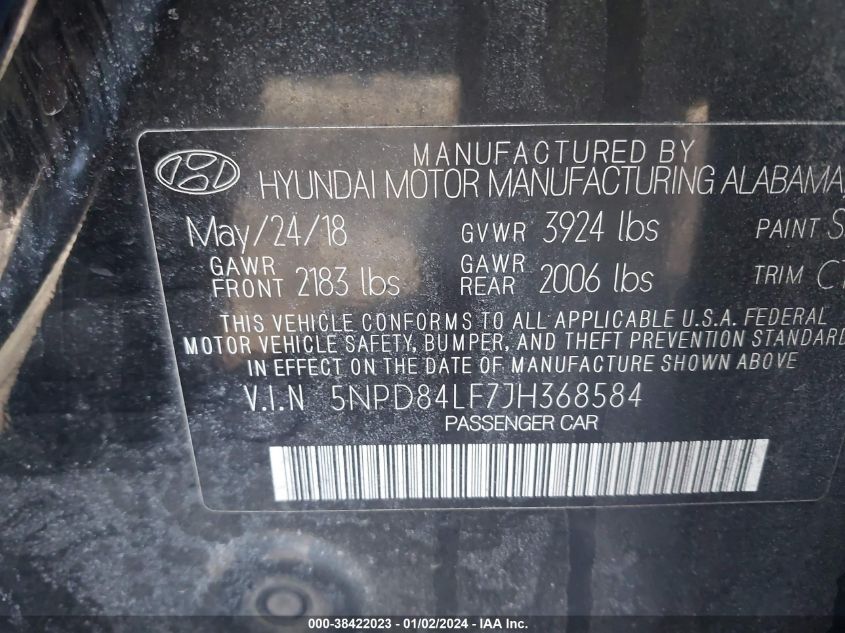 MANUFACTURED BY
HYUNDAI MOTOR MANUFACTURING ALABAMA,
May/24/18 GVWR 3924 lbs PAINT
GAWR FRONT 2183 lbs GAWR REAR 2006 lbs TRIM
THIS VEHICLE CONFORMS TO ALL APPLICABLE U.S.A. FEDERAL
MOTOR VEHICLE SAFETY, BUMPER, AND THEFT PREVENTION STANDARD
IN EFFECT ON THE DATE OF MANUFACTURE SHOWN ABOVE
V.I.N 5NPD84LF7JH368584
PASSENGER CAR
000-38422023 - 01/02/2024 - IAA Inc.